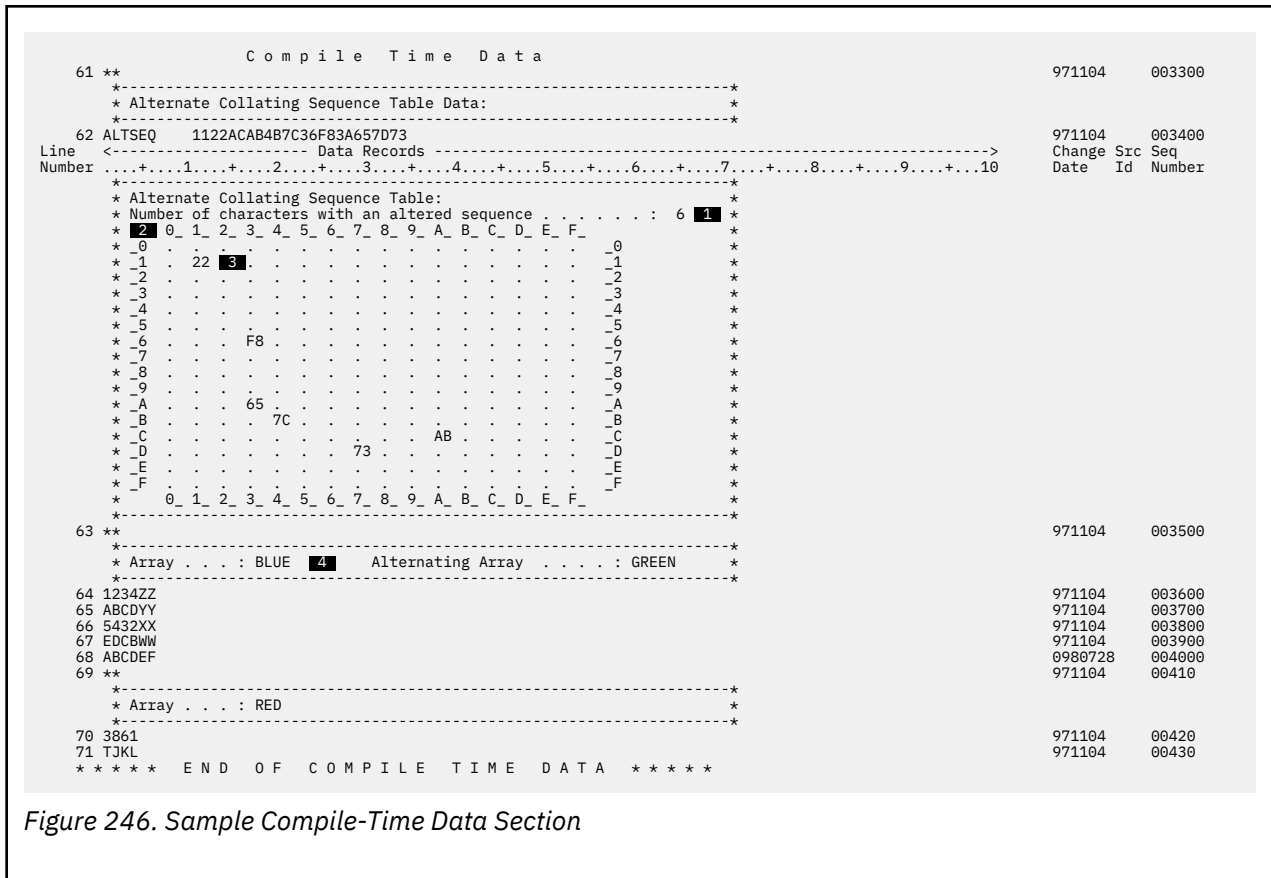 C o m p i l e   T i m e   D a t a
61 ** 971104 003300
*-------------------------------------------------------------------*
* Alternate Collating Sequence Table Data: *
*-------------------------------------------------------------------*
62 ALTSEQ 1122ACAB4B7C36F83A657D73 971104 003400
Line <---------------------- Data Records -------------------------------------------------------------> Change Src Seq
Number ....+....1....+....2....+....3....+....4....+....5....+....6....+....7....+....8....+....9....+...10 Date Id Number
*-------------------------------------------------------------------*
* Alternate Collating Sequence Table: *
* Number of characters with an altered sequence . . . . . . : 6 1 *
* 2 0_ 1_ 2_ 3_ 4_ 5_ 6_ 7_ 8_ 9_ A_ B_ C_ D_ E_ F_ *
* _0 . . . . . . . . . . . . . . . . _0 *
* _1 . 22 3 . . . . . . . . . . . . . _1 *
* _2 . . . . . . . . . . . . . . . . _2 *
* _3 . . . . . . . . . . . . . . . . _3 *
* _4 . . . . . . . . . . . . . . . . _4 *
* _5 . . . . . . . . . . . . . . . . _5 *
* _6 . . . F8 . . . . . . . . . . . . _6 *
* _7 . . . . . . . . . . . . . . . . _7 *
* _8 . . . . . . . . . . . . . . . . _8 *
* _9 . . . . . . . . . . . . . . . . _9 *
* _A . . . 65 . . . . . . . . . . . . _A *
* _B . . . . 7C . . . . . . . . . . . _B *
* _C . . . . . . . . . . AB . . . . . _C *
* _D . . . . . . . 73 . . . . . . . . _D *
* _E . . . . . . . . . . . . . . . . _E *
* _F . . . . . . . . . . . . . . . . _F *
* 0_ 1_ 2_ 3_ 4_ 5_ 6_ 7_ 8_ 9_ A_ B_ C_ D_ E_ F_ *
*-------------------------------------------------------------------*
63 ** 971104 003500
*-------------------------------------------------------------------*
* Array . . . : BLUE 4 Alternating Array . . . . : GREEN *
*-------------------------------------------------------------------*
64 1234ZZ 971104 003600
65 ABCDYY 971104 003700
66 5432XX 971104 003800
67 EDCBWW 971104 003900
68 ABCDEF 0980728 004000
69 ** 971104 00410
*-------------------------------------------------------------------*
* Array . . . : RED *
*-------------------------------------------------------------------*
70 3861 971104 00420
71 TJKL 971104 00430
* * * * * E N D   O F   C O M P I L E   T I M E   D A T A * * * * *
Figure 246. Sample Compile-Time Data Section